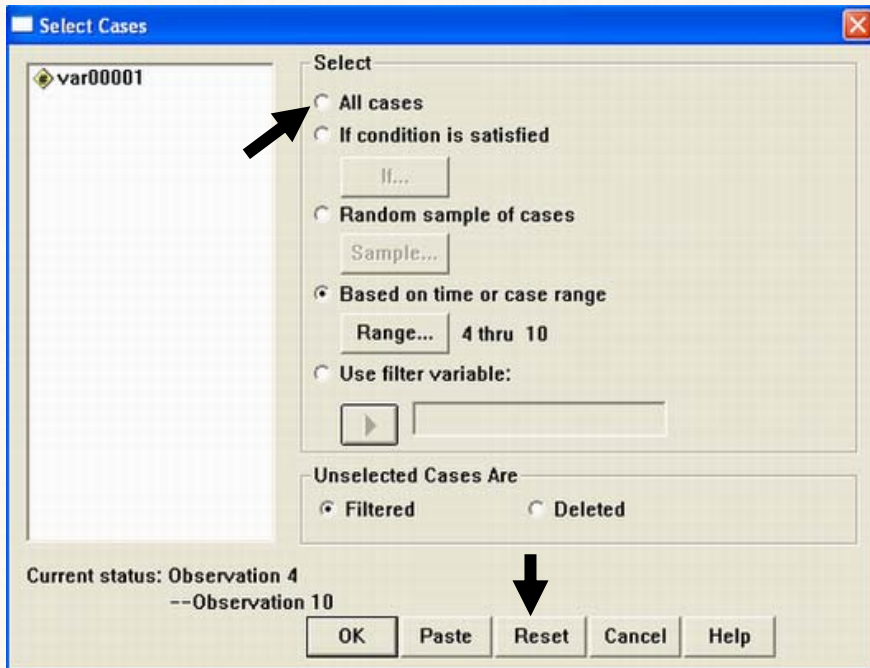 Select Cases
var00001
Select
All cases
If condition is satisfied
If...
Random sample of cases
Sample...
Based on time or case range
Range... 4 thru 10
Use filter variable:
Unselected Cases Are
Filtered Deleted
Current status: Observation 4
--Observation 10
OK Paste Reset Cancel Help